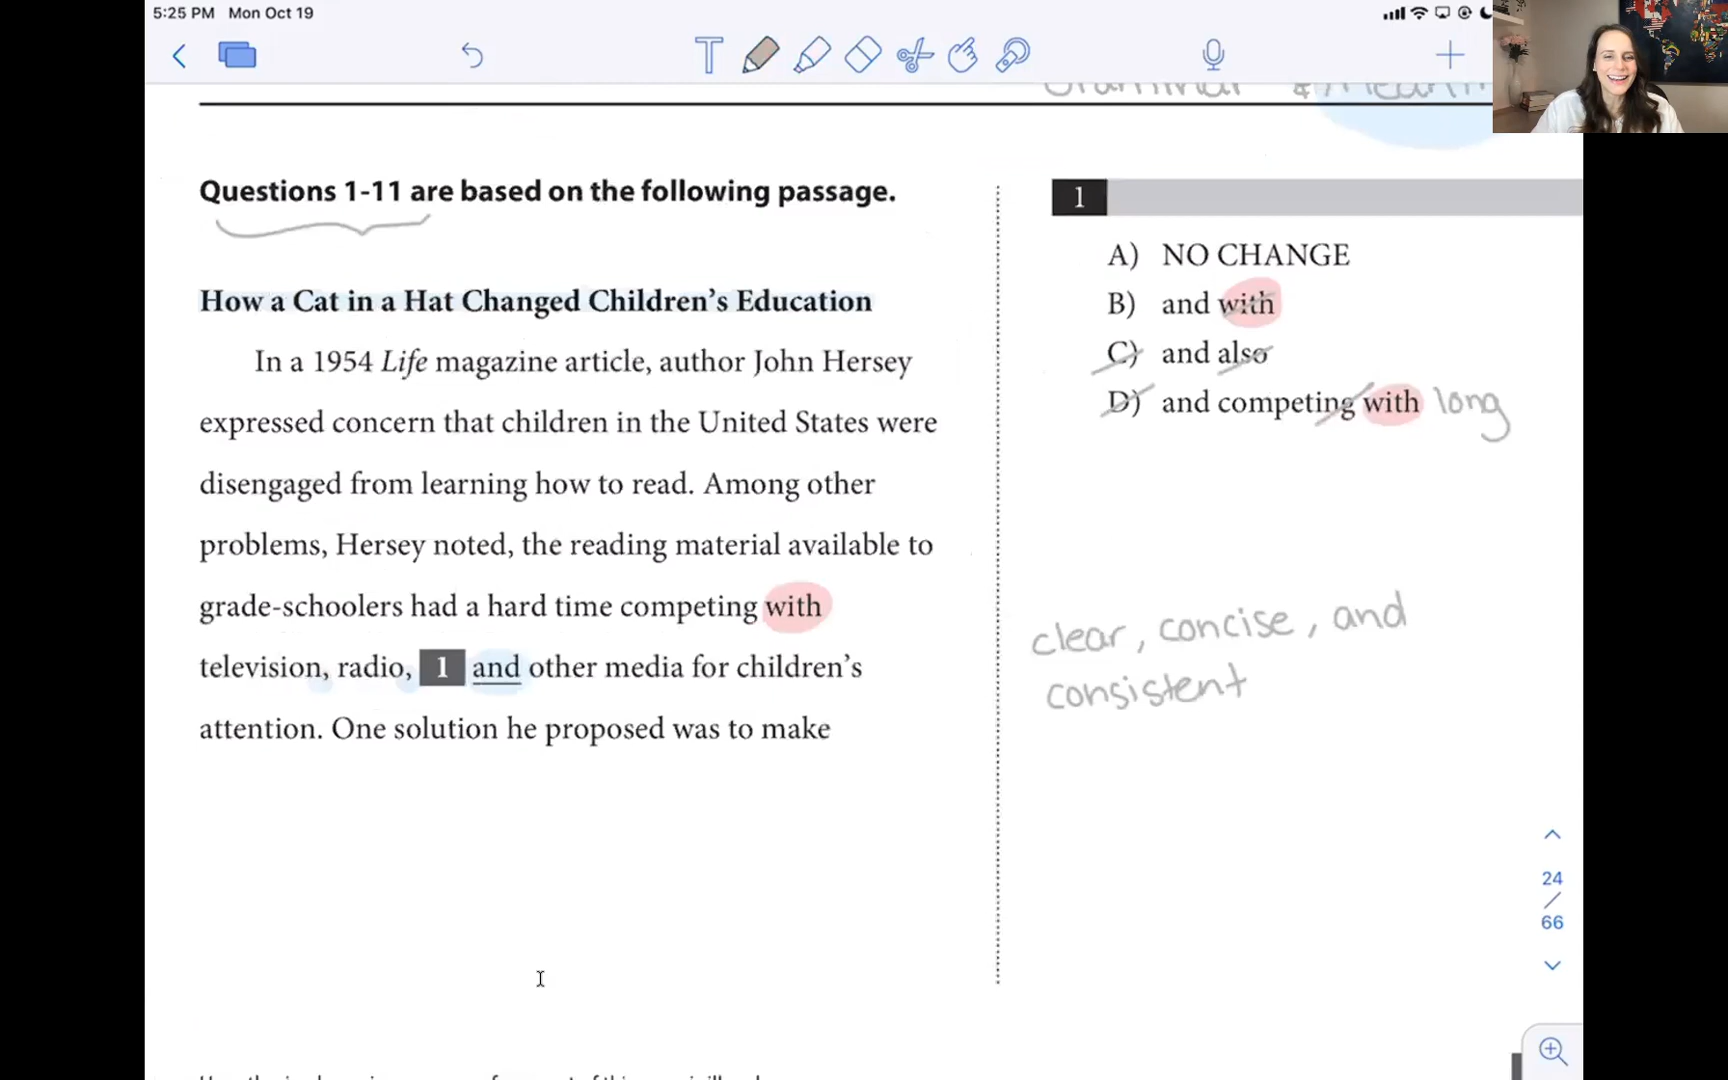 5:25 PM Mon Oct 19
Questions 1-11 are based on the following passage.
How a Cat in a Hat Changed Children's Education
In a 1954 Life magazine article, author John Hersey
expressed concern that children in the United States were
disengaged from learning how to read. Among other
problems, Hersey noted, the reading material available to
grade-schoolers had a hard time competing with
television, radio, 1 and other media for children's
attention. One solution he proposed was to make
1
A) NO CHANGE
B) and with
C) and also
D) and competing with long
clear, concise, and
consistent
24
/
66